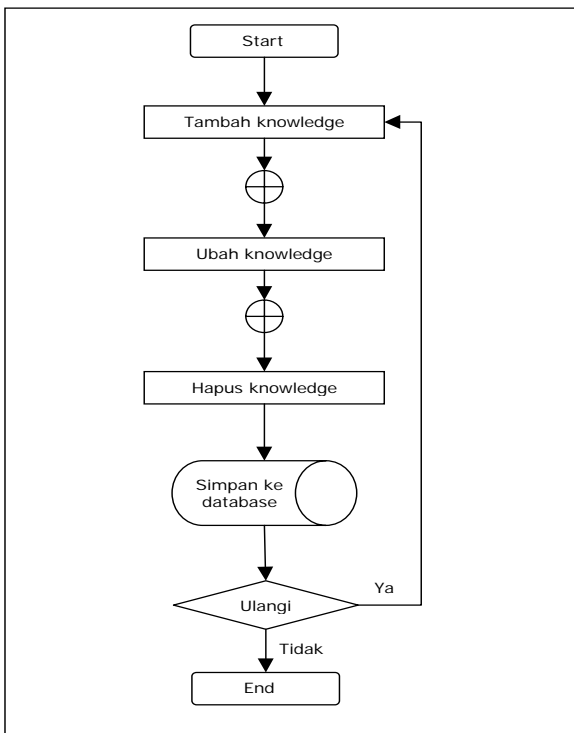 Start
Tambah knowledge
Ubah knowledge
Hapus knowledge
Simpan ke
database
Ulangi
Ya
Tidak
End